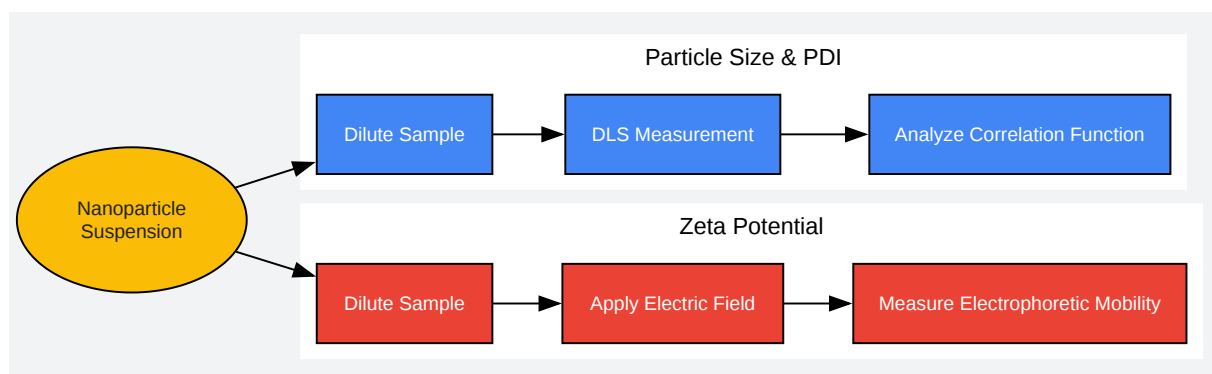 Particle Size & PDI
Dilute Sample
DLS Measurement
Analyze Correlation Function
Nanoparticle
Suspension
Zeta Potential
Dilute Sample
Apply Electric Field
Measure Electrophoretic Mobility